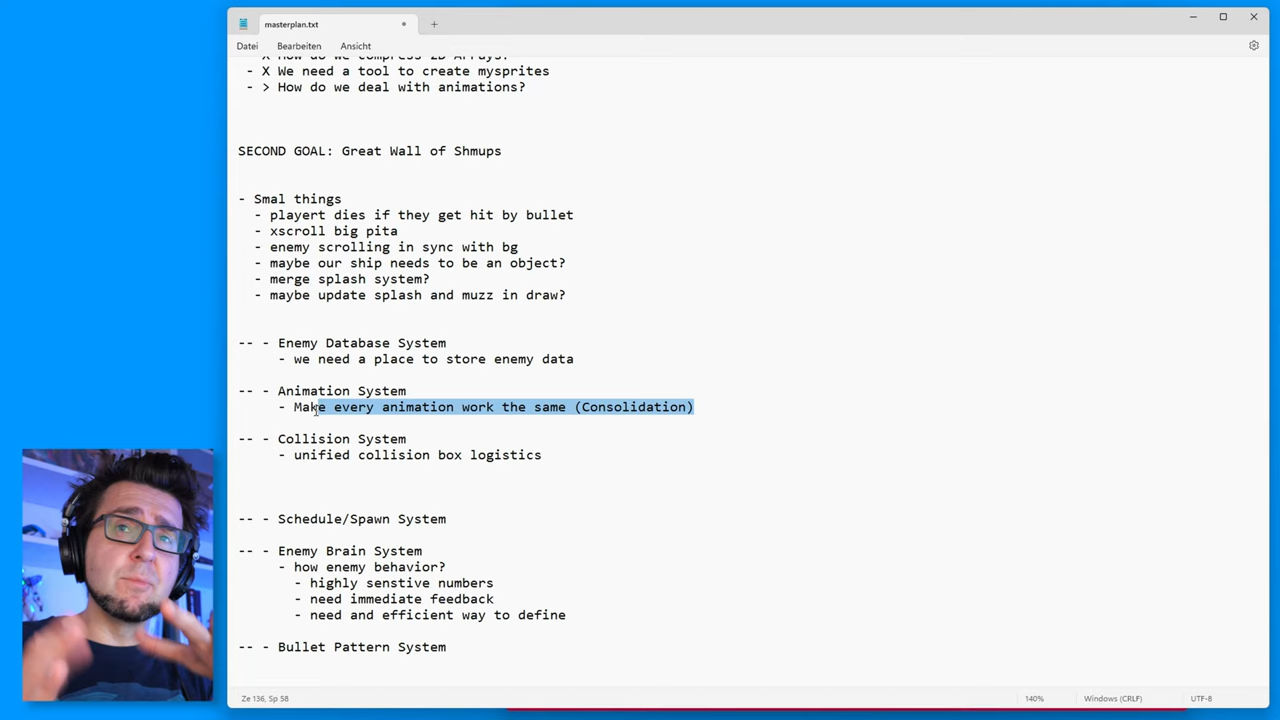 masterplan.txt
Datei Bearbeiten Ansicht
- X How do we compress 2D Arrays?
- X We need a tool to create mysprites
- > How do we deal with animations?
SECOND GOAL: Great Wall of Shmups
- Smal things
- playert dies if they get hit by bullet
- xscroll big pita
- enemy scrolling in sync with bg
- maybe our ship needs to be an object?
- merge splash system?
- maybe update splash and muzz in draw?
-- - Enemy Database System
- we need a place to store enemy data
-- - Animation System
- Make every animation work the same (Consolidation)
-- - Collision System
- unified collision box logistics
-- - Schedule/Spawn System
-- - Enemy Brain System
- how enemy behavior?
- highly senstive numbers
- need immediate feedback
- need and efficient way to define
-- - Bullet Pattern System
Ze 136, Sp 58 140% Windows (CRLF) UTF-8